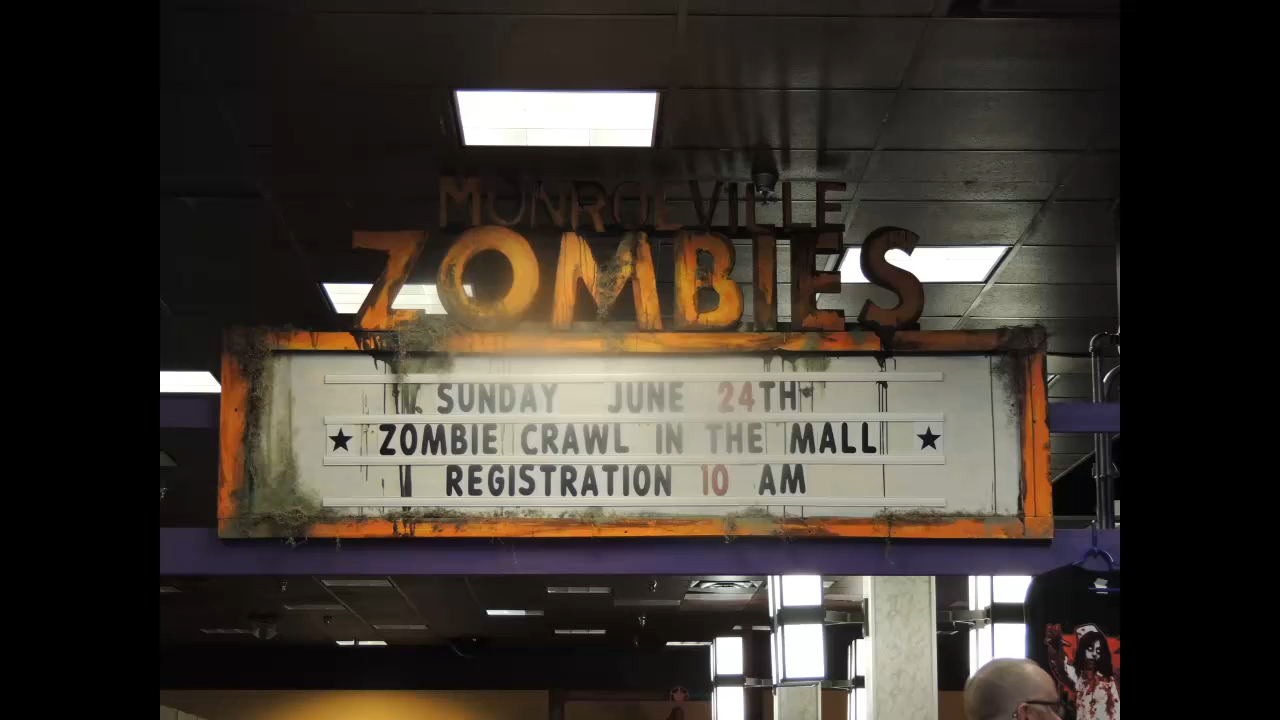 MONROEVILLE
ZOMBIES
SUNDAY JUNE 24TH
★ ZOMBIE CRAWL IN THE MALL ★
REGISTRATION 10 AM